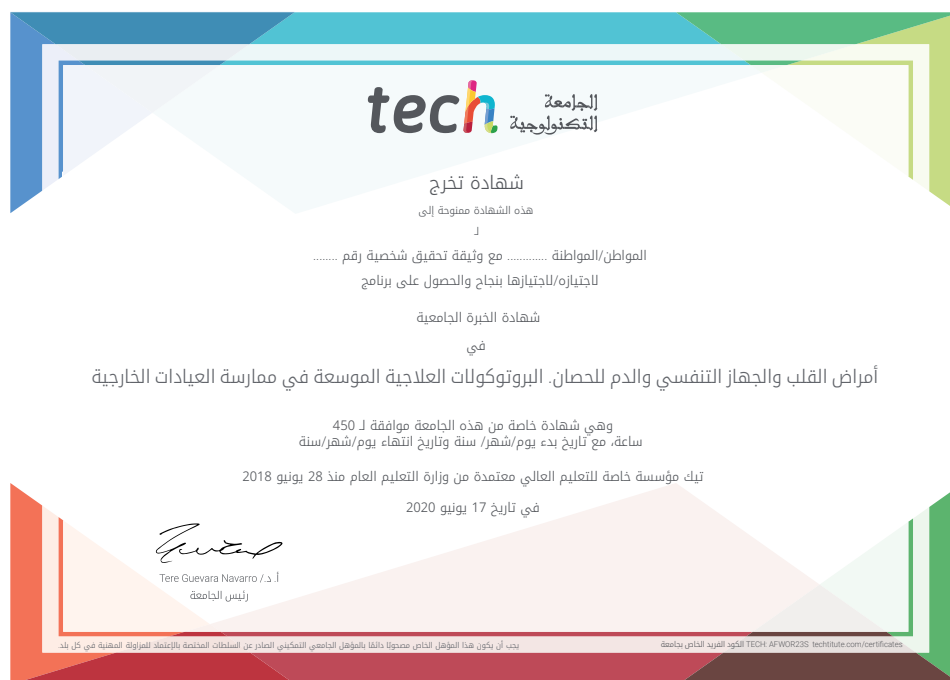 tech الجامعة
التكنولوجية
شهادة تخرج
هذه الشهادة ممنوحة إلى
لـ
المواطن/المواطنة ............. مع وثيقة تحقيق شخصية رقم ........
لاجتيازه/لاجتيازها بنجاح والحصول على برنامج
شهادة الخبرة الجامعية
في
أمراض القلب والجهاز التنفسي والدم للحصان. البروتوكولات العلاجية الموسعة في ممارسة العيادات الخارجية
وهي شهادة خاصة من هذه الجامعة موافقة لـ 450
ساعة، مع تاريخ بدء يوم/شهر/ سنة وتاريخ انتهاء يوم/شهر/سنة
تيك مؤسسة خاصة للتعليم العالي معتمدة من وزارة التعليم العام منذ 28 يونيو 2018
في تاريخ 17 يونيو 2020
أ.د./ Tere Guevara Navarro
رئيس الجامعة
يجب أن يكون هذا المؤهل الخاص مصحوبًا دائمًا بالمؤهل الجامعي التمكيني الصادر عن السلطات المختصة بالإعتماد للمزاولة المهنية في كل بلد.
الكود الفريد الخاص بجامعة TECH: AFWOR23S techtitute.com/certificates